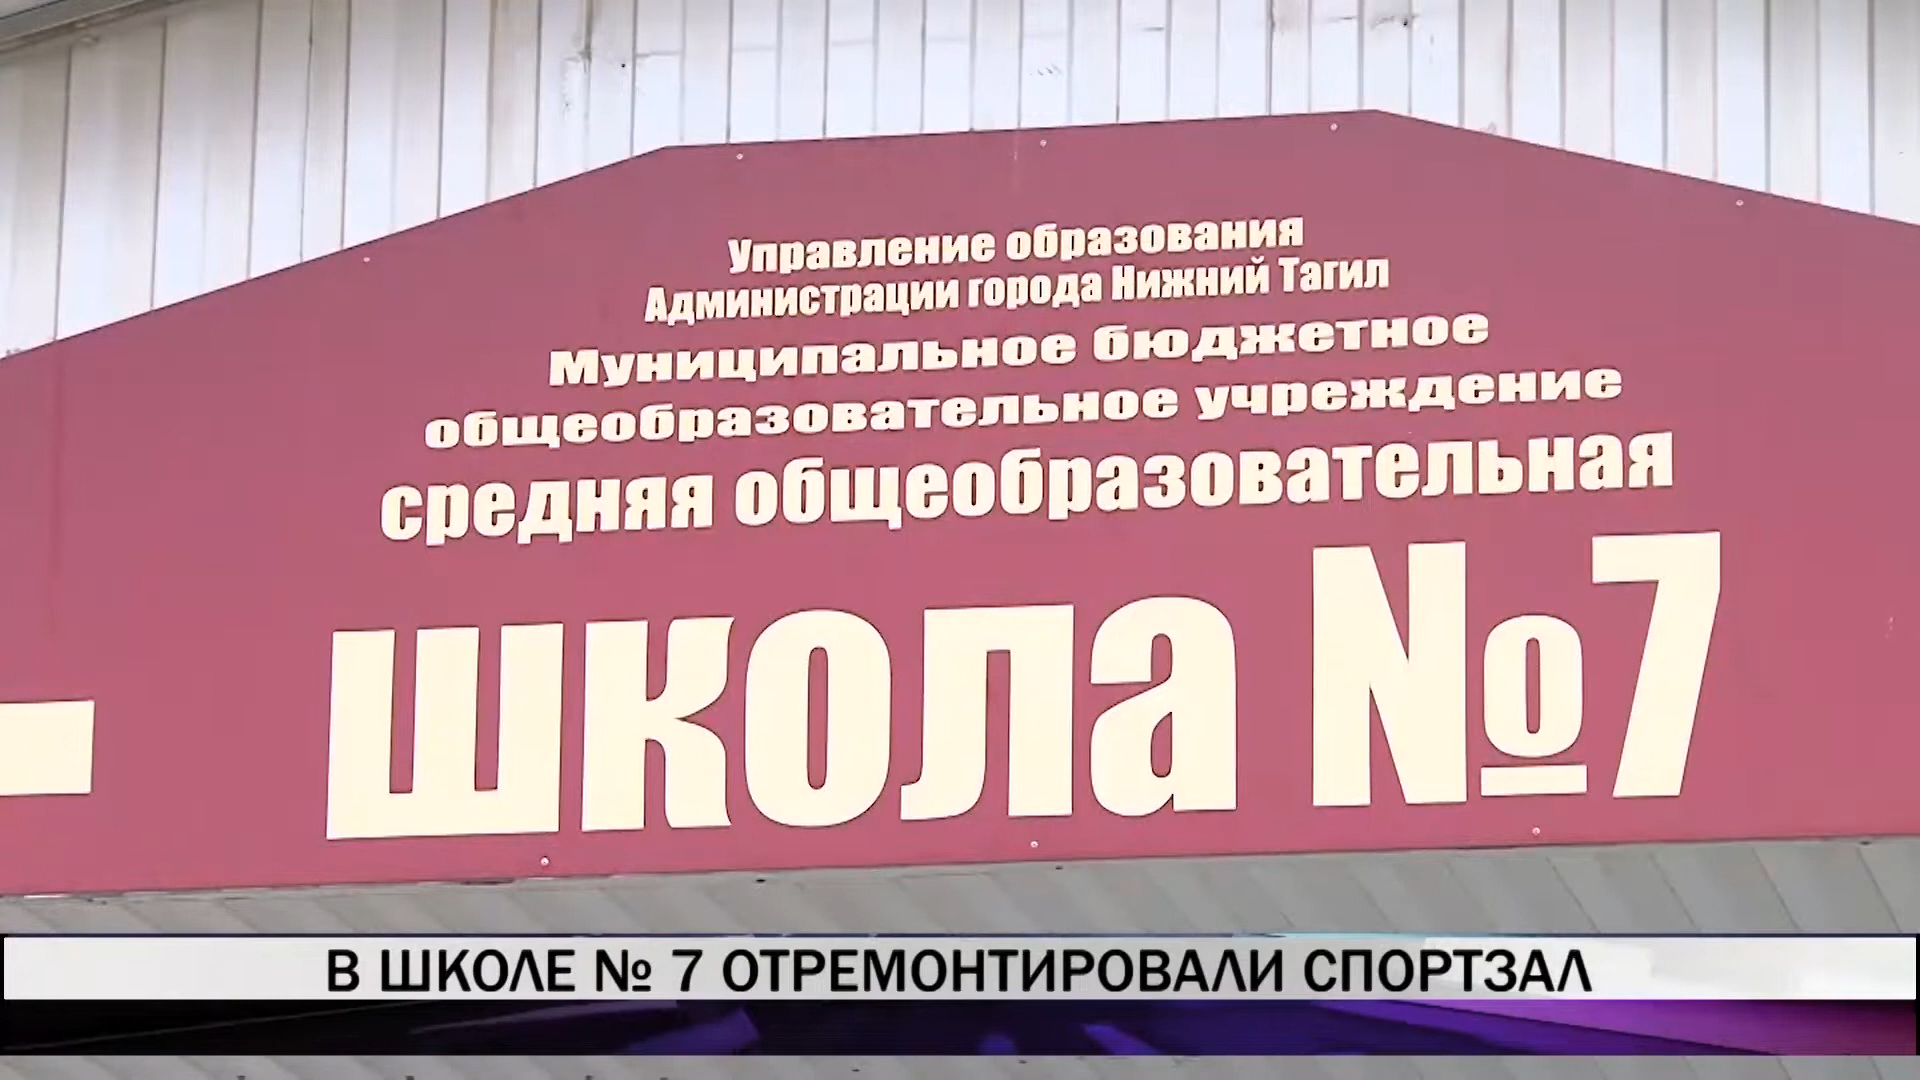 Управление образования
Администрации города Нижний Тагил
Муниципальное бюджетное
общеобразовательное учреждение
средняя общеобразовательная
школа №7
В ШКОЛЕ № 7 ОТРЕМОНТИРОВАЛИ СПОРТЗАЛ